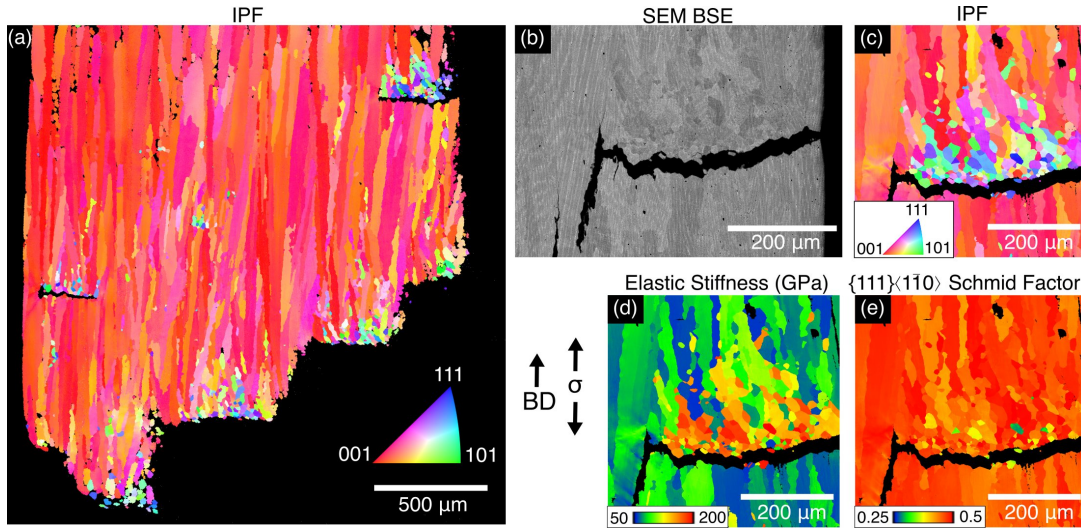 IPF
(a)
111
001
101
500 µm
SEM BSE
(b)
200 µm
IPF
(c)
111
001
101
200 µm
BD
σ
Elastic Stiffness (GPa)
(d)
50
200
200 µm
{111}⟨11̄0⟩ Schmid Factor
(e)
0.25
0.5
200 µm